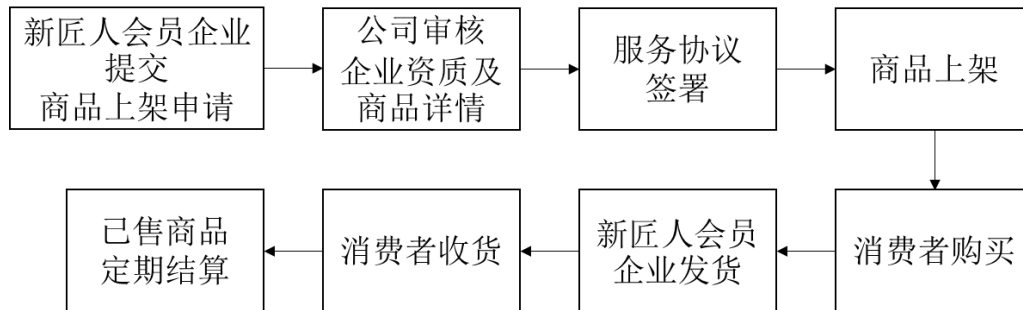 新匠人会员企业
提交
商品上架申请
公司审核
企业资质及
商品详情
服务协议
签署
商品上架
消费者购买
新匠人会员
企业发货
消费者收货
已售商品
定期结算